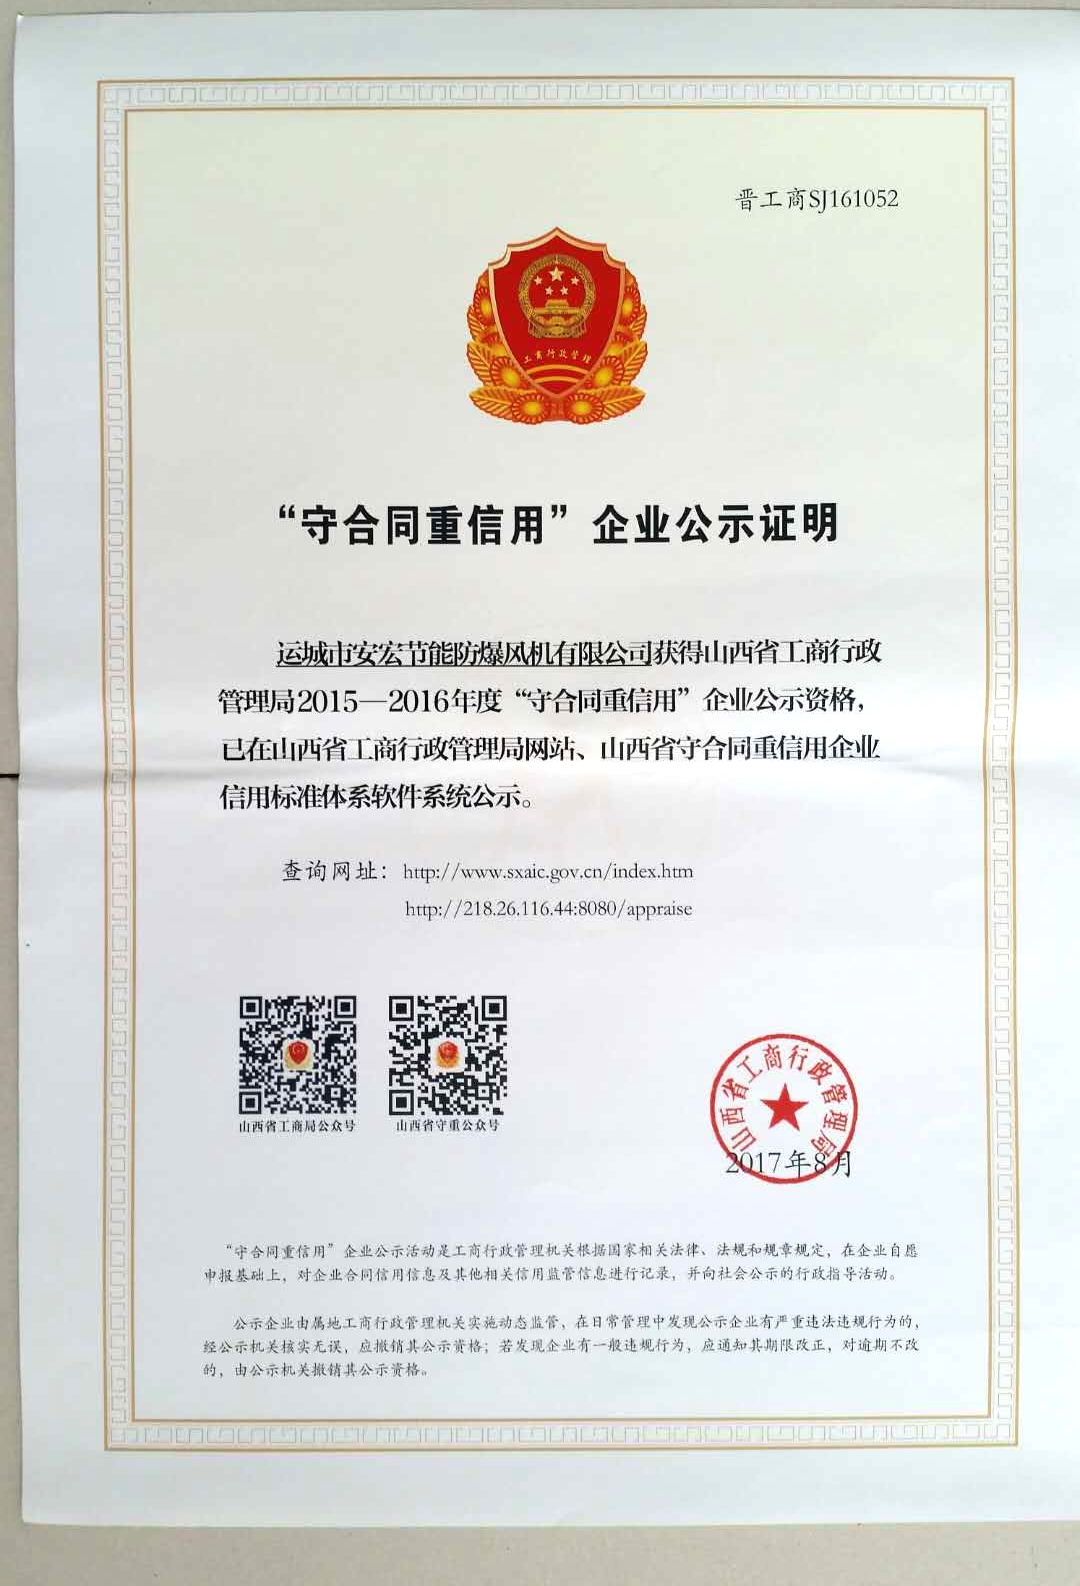 晋工商SJ161052
工商行政管理
“守合同重信用”企业公示证明
运城市安宏节能防爆风机有限公司获得山西省工商行政
管理局2015—2016年度“守合同重信用”企业公示资格，
已在山西省工商行政管理局网站、山西省守合同重信用企业
信用标准体系软件系统公示。
查询网址：http://www.sxaic.gov.cn/index.htm
http://218.26.116.44:8080/appraise
山西省工商局公众号
山西省守重公众号
山西省工商行政管理局
2017年8月
“守合同重信用”企业公示活动是工商行政管理机关根据国家相关法律、法规和规章规定，在企业自愿
申报基础上，对企业合同信用信息及其他相关信用监管信息进行记录，并向社会公示的行政指导活动。
公示企业由属地工商行政管理机关实施动态监管，在日常管理中发现公示企业有严重违法违规行为的，
经公示机关核实无误，应撤销其公示资格；若发现企业有一般违规行为，应通知其期限改正，对逾期不改
的，由公示机关撤销其公示资格。